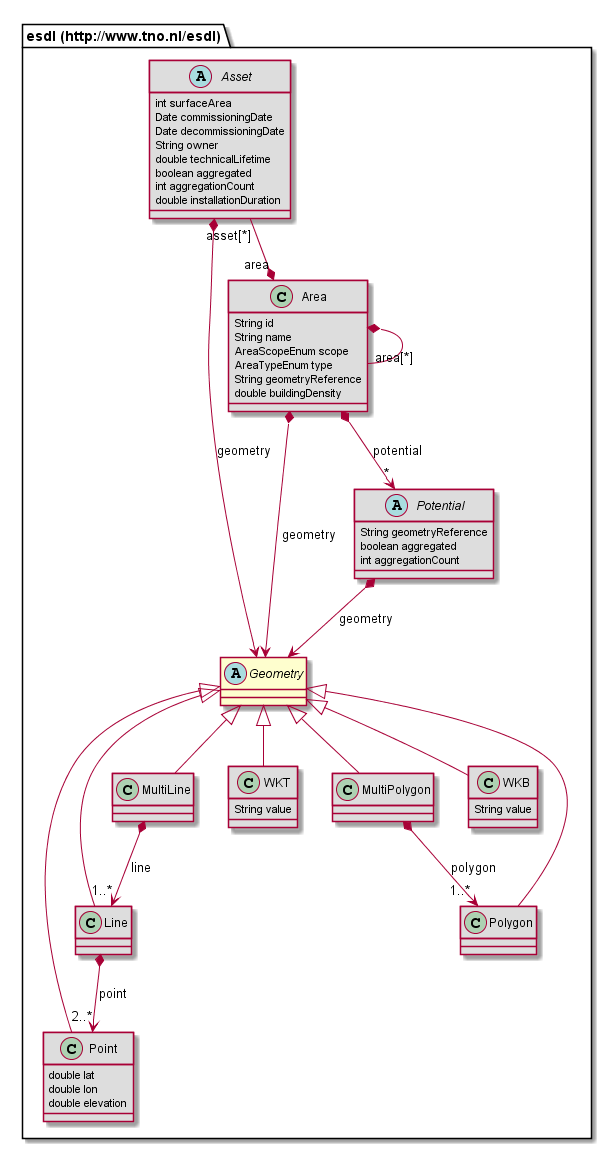 esdl (http://www.tno.nl/esdl)
A Asset
int surfaceArea
Date commissioningDate
Date decommissioningDate
String owner
double technicalLifetime
boolean aggregated
int aggregationCount
double installationDuration
asset[*]
area
C Area
String id
String name
AreaScopeEnum scope
AreaTypeEnum type
String geometryReference
double buildingDensity
area[*]
geometry
potential
*
A Potential
String geometryReference
boolean aggregated
int aggregationCount
geometry
geometry
A Geometry
C MultiLine
C WKT
String value
C MultiPolygon
C WKB
String value
line
1..*
polygon
1..*
C Line
C Polygon
point
2..*
C Point
double lat
double lon
double elevation